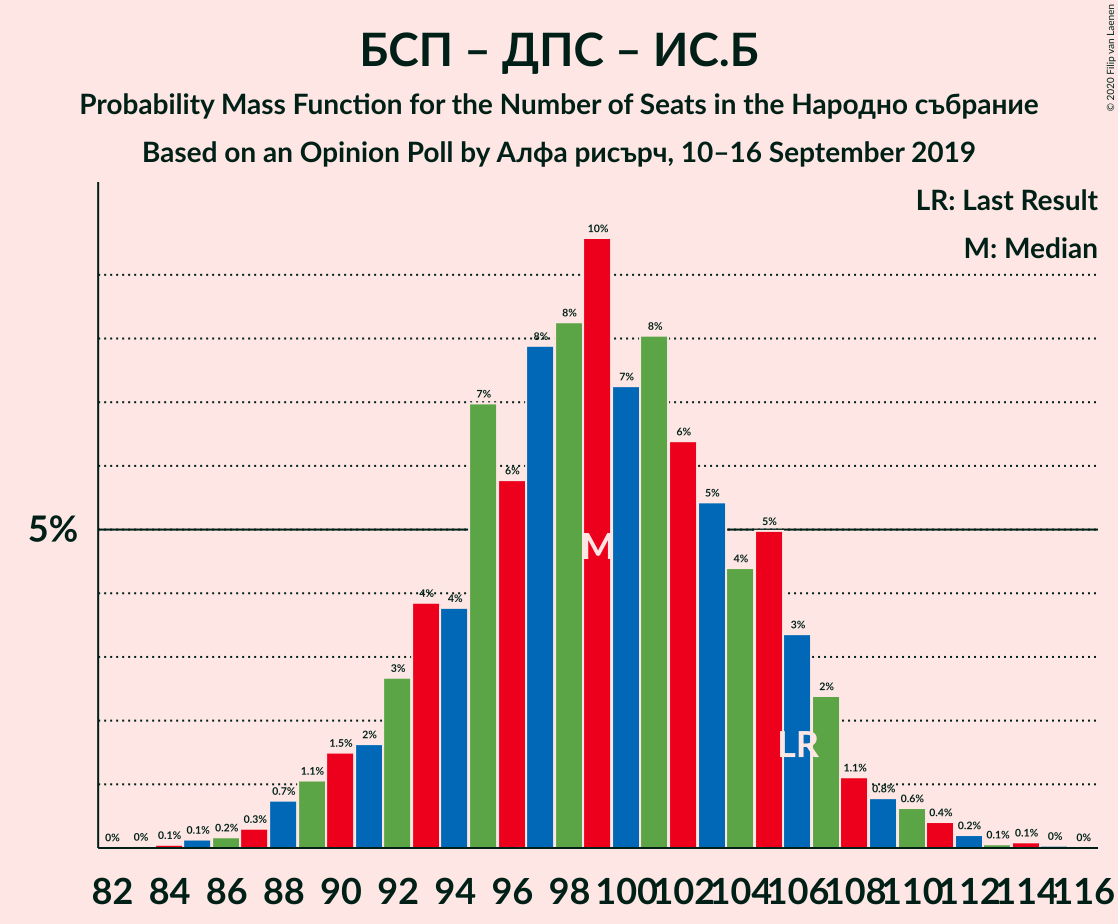 БСП – ДПС – ИС.Б
Probability Mass Function for the Number of Seats in the Народно събрание
Based on an Opinion Poll by Алфа рисърч, 10–16 September 2019
© 2020 Filip van Laenen
LR: Last Result
M: Median
5%
0% 0% 0.1% 0.1% 0.2% 0.3% 0.7% 1.1% 1.5% 2% 3% 4% 4% 7% 6% 8% 8% 10% 7% 8% 6% 5% 4% 5% 3% 2% 1.1% 0.8% 0.6% 0.4% 0.2% 0.1% 0.1% 0% 0%
M
LR
82 84 86 88 90 92 94 96 98 100 102 104 106 108 110 112 114 116